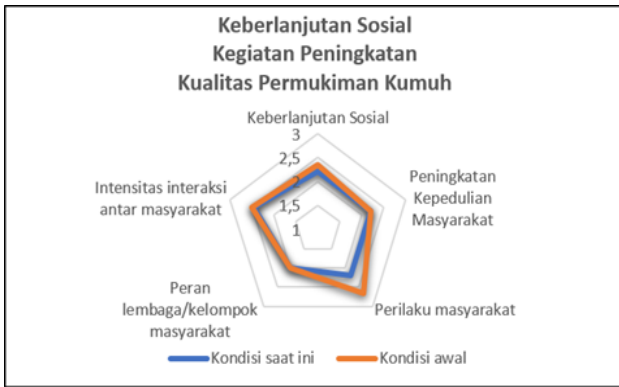 Keberlanjutan Sosial
Kegiatan Peningkatan
Kualitas Permukiman Kumuh
Keberlanjutan Sosial
3
2,5
2
1,5
1
Peningkatan
Kepedulian
Masyarakat
Perilaku masyarakat
Peran
lembaga/kelompok
masyarakat
Intensitas interaksi
antar masyarakat
Kondisi saat ini
Kondisi awal